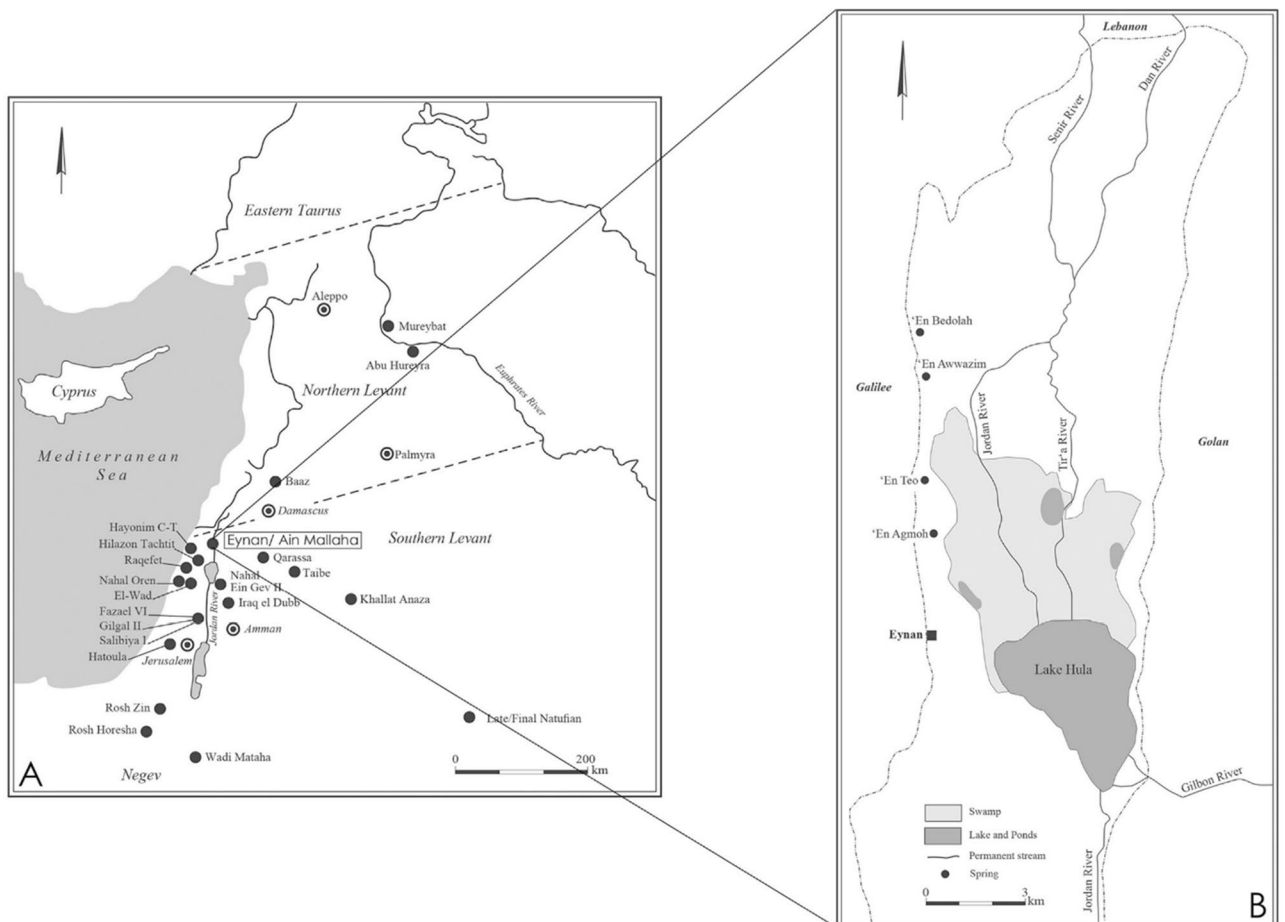 Eastern Taurus
Aleppo
Mureybat
Abu Hureyra
Cyprus
Northern Levant
Euphrates River
Mediterranean
Sea
Palmyra
Baaz
Damascus
Hayonim C-T
Eynan/ Ain Mallaha
Southern Levant
Hilazon Tachtit
Raqefet
Qarassa
Nahal Oren
Nahal
Ein Gev II
Taibe
El-Wad
Iraq el Dubb
Khallat Anaza
Fazael VI
Gilgal II
Jordan River
Amman
Salibiya I
Hatoula
Jerusalem
Rosh Zin
Late/Final Natufian
Rosh Horesha
Wadi Mataha
Negev
0
200
km
A
Lebanon
Senir River
Dan River
‘En Bedolah
‘En Awwazim
Galilee
Jordan River
Tir‘a River
Golan
‘En Teo
‘En Agmoh
Eynan
Lake Hula
Gilbon River
Swamp
Lake and Ponds
Permanent stream
Spring
0
3
km
Jordan River
B